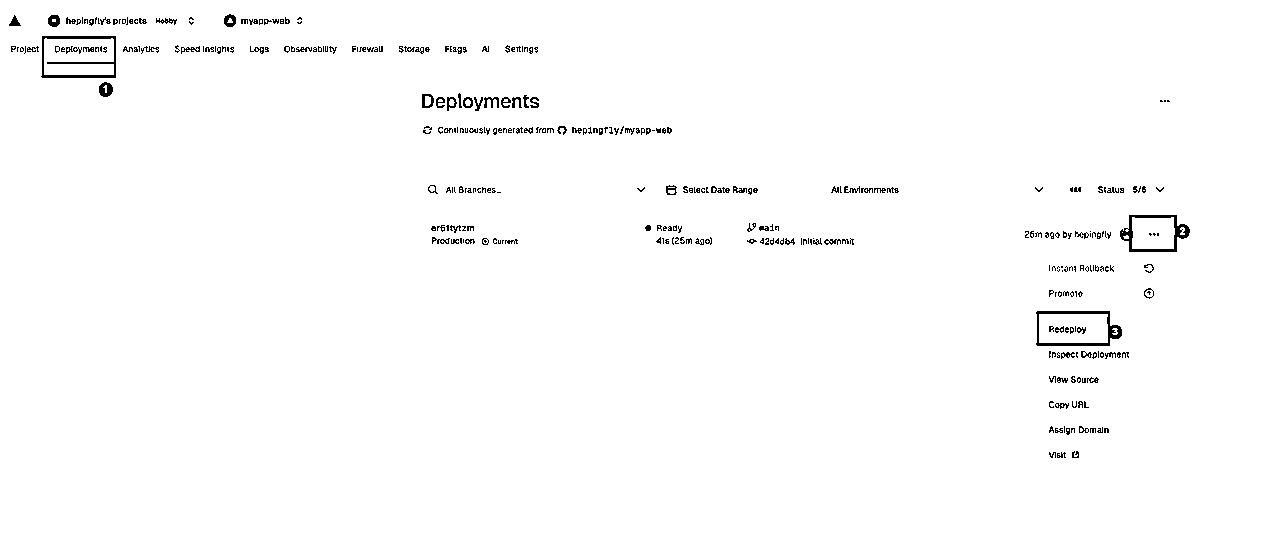 hepingfly's projects Hobby myapp-web
Project Deployments Analytics Speed Insights Logs Observability Firewall Storage Flags AI Settings
1
Deployments
Continuously generated from hepingfly/myapp-web
All Branches... Select Date Range All Environments Status 5/6
er61tytzm Ready main
Production Current 41s (25m ago) 42d4db4 Initial commit
25m ago by hepingfly 2
Instant Rollback
Promote
Redeploy 3
Inspect Deployment
View Source
Copy URL
Assign Domain
Visit